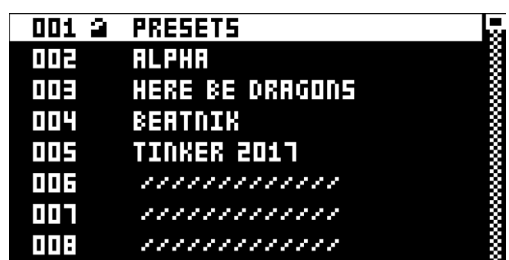 001 PRESETS
002 ALPHA
003 HERE BE DRAGONS
004 BEATNIK
005 TINKER 2017
006 /////////////
007 /////////////
008 /////////////